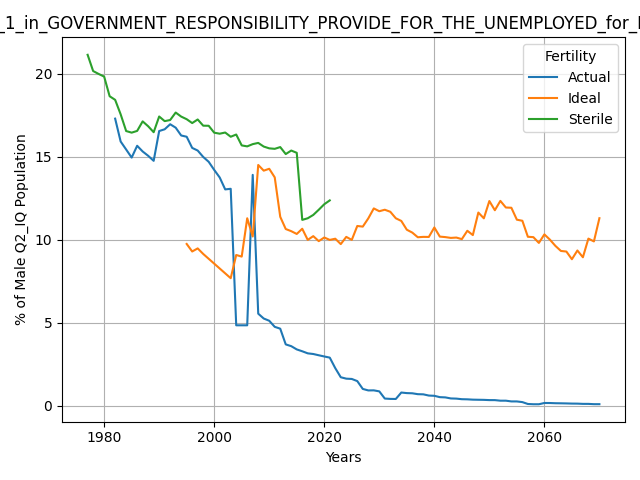 _1_in_GOVERNMENT_RESPONSIBILITY_PROVIDE_FOR_THE_UNEMPLOYED_for_
Fertility
Actual
Ideal
Sterile
% of Male Q2_IQ Population
20
15
10
5
0
1980 2000 2020 2040 2060
Years